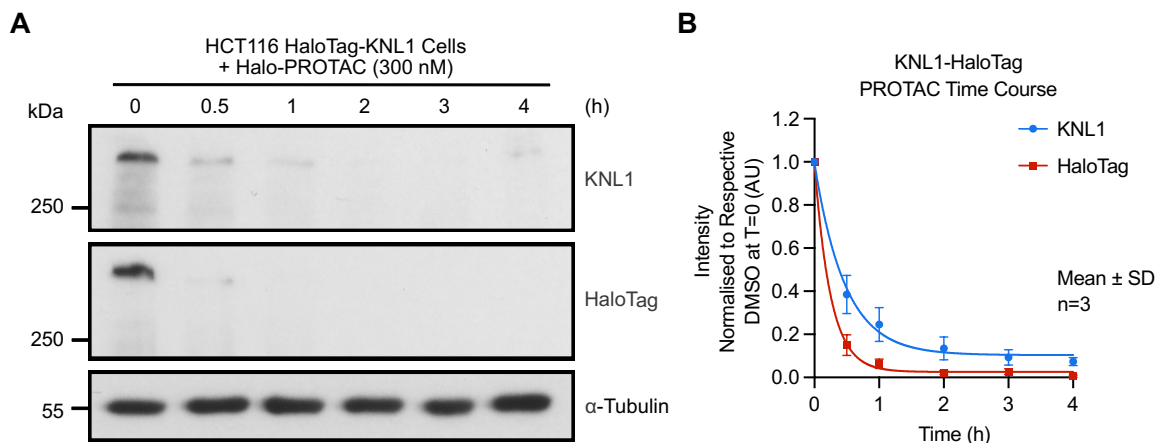 A
HCT116 HaloTag-KNL1 Cells
+ Halo-PROTAC (300 nM)
kDa
0 0.5 1 2 3 4 (h)
KNL1
250
HaloTag
250
55
α-Tubulin
B
KNL1-HaloTag
PROTAC Time Course
Intensity
Normalised to Respective
DMSO at T=0 (AU)
1.2
1.0
0.8
0.6
0.4
0.2
0.0
0 1 2 3 4
Time (h)
KNL1
HaloTag
Mean ± SD
n=3